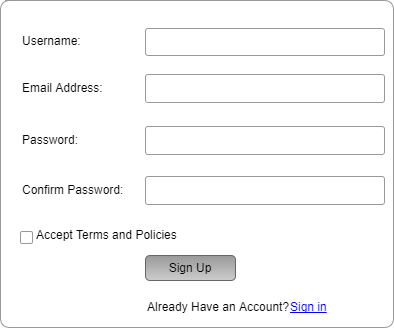 Username:
Email Address:
Password:
Confirm Password:
Accept Terms and Policies
Sign Up
Already Have an Account?Sign in